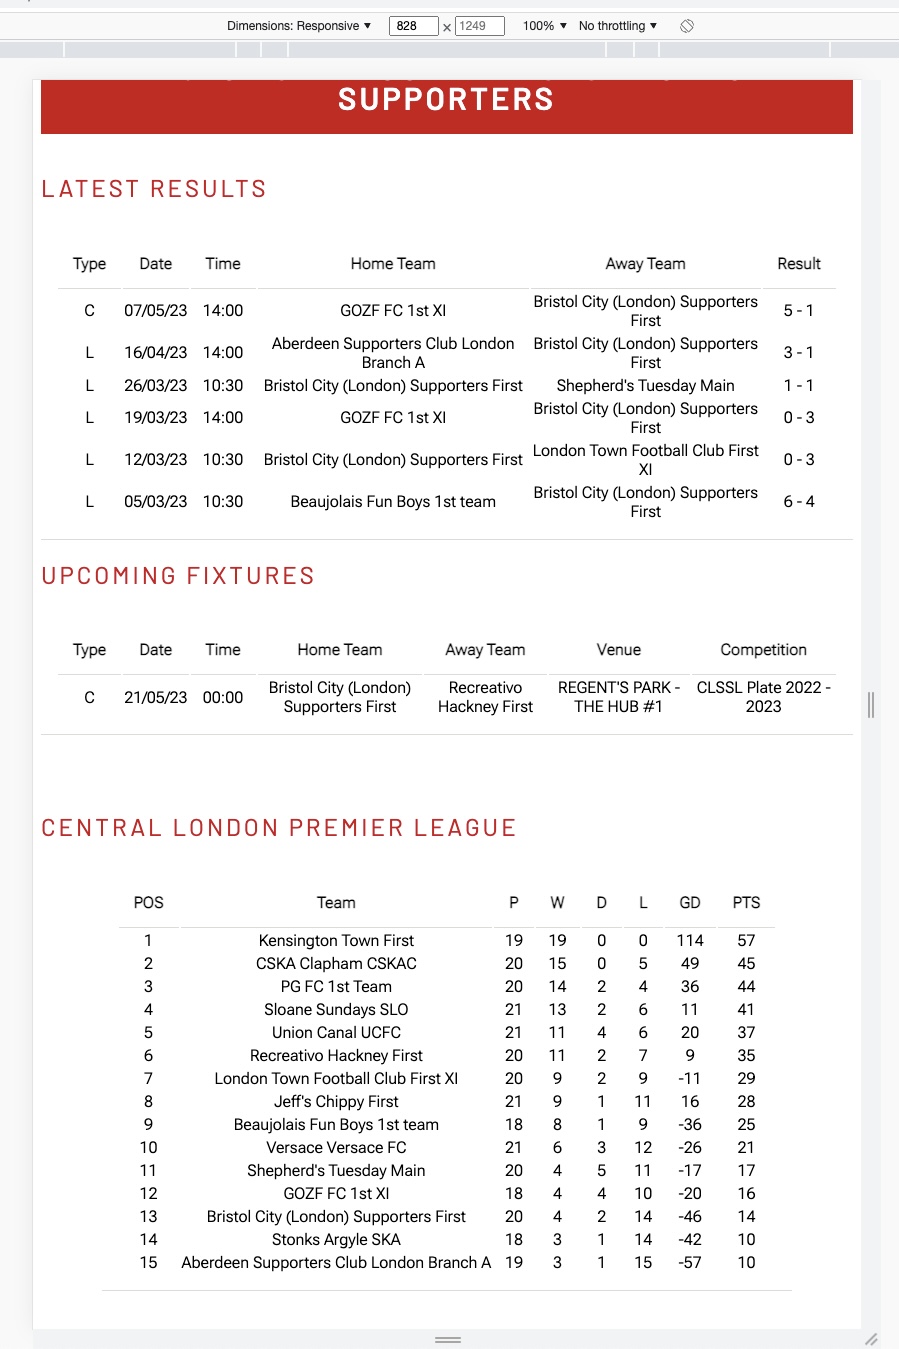 Dimensions: Responsive ▼ 828 × 1249 100% ▼ No throttling ▼
SUPPORTERS
LATEST RESULTS
Type Date Time Home Team Away Team Result
C 07/05/23 14:00 GOZF FC 1st XI Bristol City (London) Supporters First 5 - 1
L 16/04/23 14:00 Aberdeen Supporters Club London Branch A Bristol City (London) Supporters First 3 - 1
L 26/03/23 10:30 Bristol City (London) Supporters First Shepherd's Tuesday Main 1 - 1
L 19/03/23 14:00 GOZF FC 1st XI Bristol City (London) Supporters First 0 - 3
L 12/03/23 10:30 Bristol City (London) Supporters First London Town Football Club First XI 0 - 3
L 05/03/23 10:30 Beaujolais Fun Boys 1st team Bristol City (London) Supporters First 6 - 4
UPCOMING FIXTURES
Type Date Time Home Team Away Team Venue Competition
C 21/05/23 00:00 Bristol City (London) Supporters First Recreativo Hackney First REGENT'S PARK - THE HUB #1 CLSSL Plate 2022 - 2023
CENTRAL LONDON PREMIER LEAGUE
POS Team P W D L GD PTS
1 Kensington Town First 19 19 0 0 114 57
2 CSKA Clapham CSKAC 20 15 0 5 49 45
3 PG FC 1st Team 20 14 2 4 36 44
4 Sloane Sundays SLO 21 13 2 6 11 41
5 Union Canal UCFC 21 11 4 6 20 37
6 Recreativo Hackney First 20 11 2 7 9 35
7 London Town Football Club First XI 20 9 2 9 -11 29
8 Jeff's Chippy First 21 9 1 11 16 28
9 Beaujolais Fun Boys 1st team 18 8 1 9 -36 25
10 Versace Versace FC 21 6 3 12 -26 21
11 Shepherd's Tuesday Main 20 4 5 11 -17 17
12 GOZF FC 1st XI 18 4 4 10 -20 16
13 Bristol City (London) Supporters First 20 4 2 14 -46 14
14 Stonks Argyle SKA 18 3 1 14 -42 10
15 Aberdeen Supporters Club London Branch A 19 3 1 15 -57 10